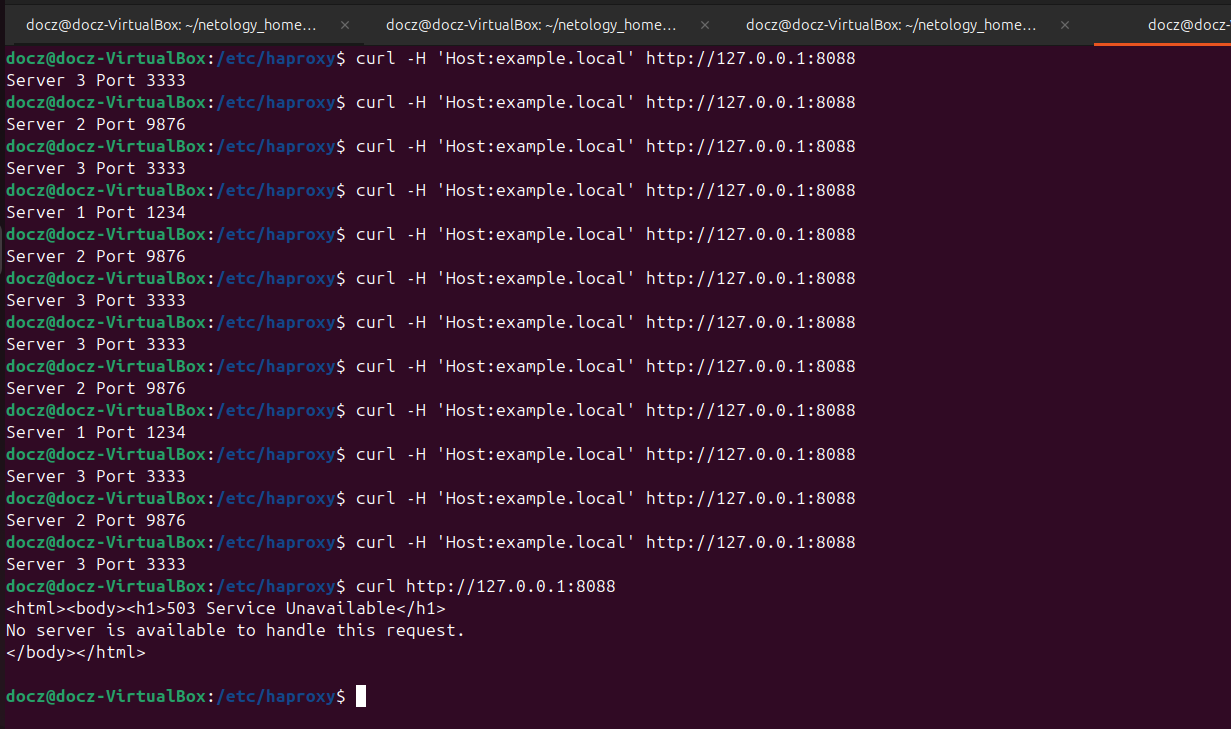 docz@docz-VirtualBox: ~/netology_home... × docz@docz-VirtualBox: ~/netology_home... × docz@docz-VirtualBox: ~/netology_home... × docz@docz-
docz@docz-VirtualBox:/etc/haproxy$ curl -H 'Host:example.local' http://127.0.0.1:8088
Server 3 Port 3333
docz@docz-VirtualBox:/etc/haproxy$ curl -H 'Host:example.local' http://127.0.0.1:8088
Server 2 Port 9876
docz@docz-VirtualBox:/etc/haproxy$ curl -H 'Host:example.local' http://127.0.0.1:8088
Server 3 Port 3333
docz@docz-VirtualBox:/etc/haproxy$ curl -H 'Host:example.local' http://127.0.0.1:8088
Server 1 Port 1234
docz@docz-VirtualBox:/etc/haproxy$ curl -H 'Host:example.local' http://127.0.0.1:8088
Server 2 Port 9876
docz@docz-VirtualBox:/etc/haproxy$ curl -H 'Host:example.local' http://127.0.0.1:8088
Server 3 Port 3333
docz@docz-VirtualBox:/etc/haproxy$ curl -H 'Host:example.local' http://127.0.0.1:8088
Server 3 Port 3333
docz@docz-VirtualBox:/etc/haproxy$ curl -H 'Host:example.local' http://127.0.0.1:8088
Server 2 Port 9876
docz@docz-VirtualBox:/etc/haproxy$ curl -H 'Host:example.local' http://127.0.0.1:8088
Server 1 Port 1234
docz@docz-VirtualBox:/etc/haproxy$ curl -H 'Host:example.local' http://127.0.0.1:8088
Server 3 Port 3333
docz@docz-VirtualBox:/etc/haproxy$ curl -H 'Host:example.local' http://127.0.0.1:8088
Server 2 Port 9876
docz@docz-VirtualBox:/etc/haproxy$ curl -H 'Host:example.local' http://127.0.0.1:8088
Server 3 Port 3333
docz@docz-VirtualBox:/etc/haproxy$ curl http://127.0.0.1:8088
<html><body><h1>503 Service Unavailable</h1>
No server is available to handle this request.
</body></html>
docz@docz-VirtualBox:/etc/haproxy$